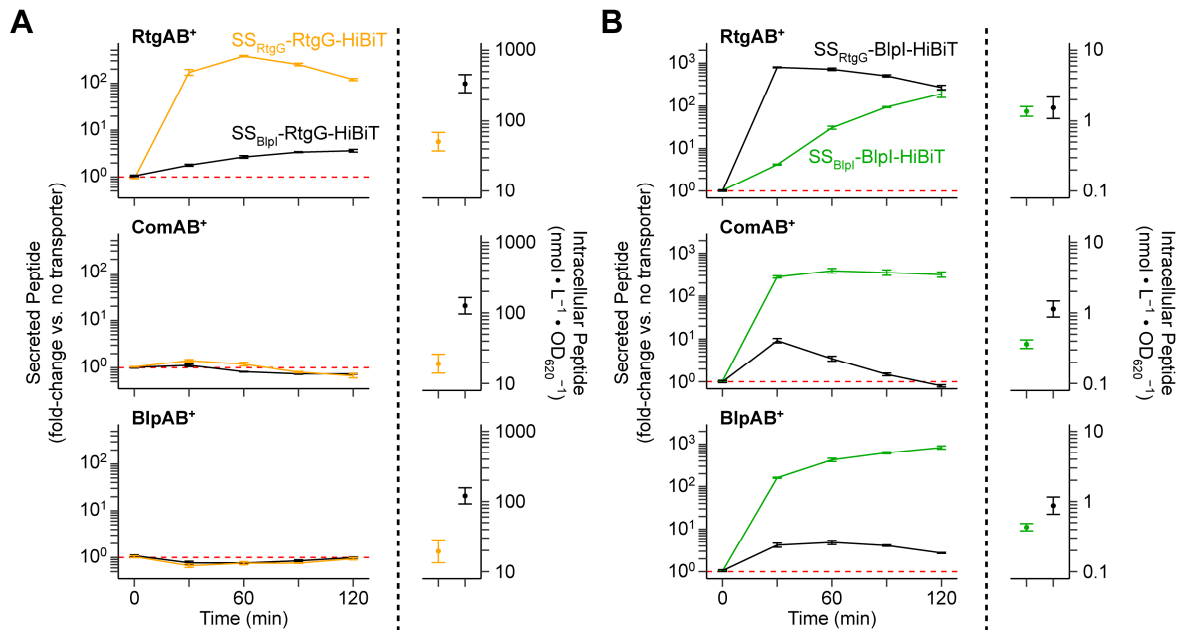 A
RtgAB⁺
SS_RtgG-RtgG-HiBiT
SS_BlpI-RtgG-HiBiT
10²
10¹
10⁰
1000
100
10
ComAB⁺
10²
10¹
10⁰
1000
100
10
BlpAB⁺
10²
10¹
10⁰
1000
100
10
0
60
120
Time (min)
Secreted Peptide
(fold-change vs. no transporter)
Intracellular Peptide
(nmol • L⁻¹ • OD₆₂₀⁻¹)
B
RtgAB⁺
SS_RtgG-BlpI-HiBiT
SS_BlpI-BlpI-HiBiT
10³
10²
10¹
10⁰
10
1
0.1
ComAB⁺
10³
10²
10¹
10⁰
10
1
0.1
BlpAB⁺
10³
10²
10¹
10⁰
10
1
0.1
0
60
120
Time (min)
Secreted Peptide
(fold-change vs. no transporter)
Intracellular Peptide
(nmol • L⁻¹ • OD₆₂₀⁻¹)